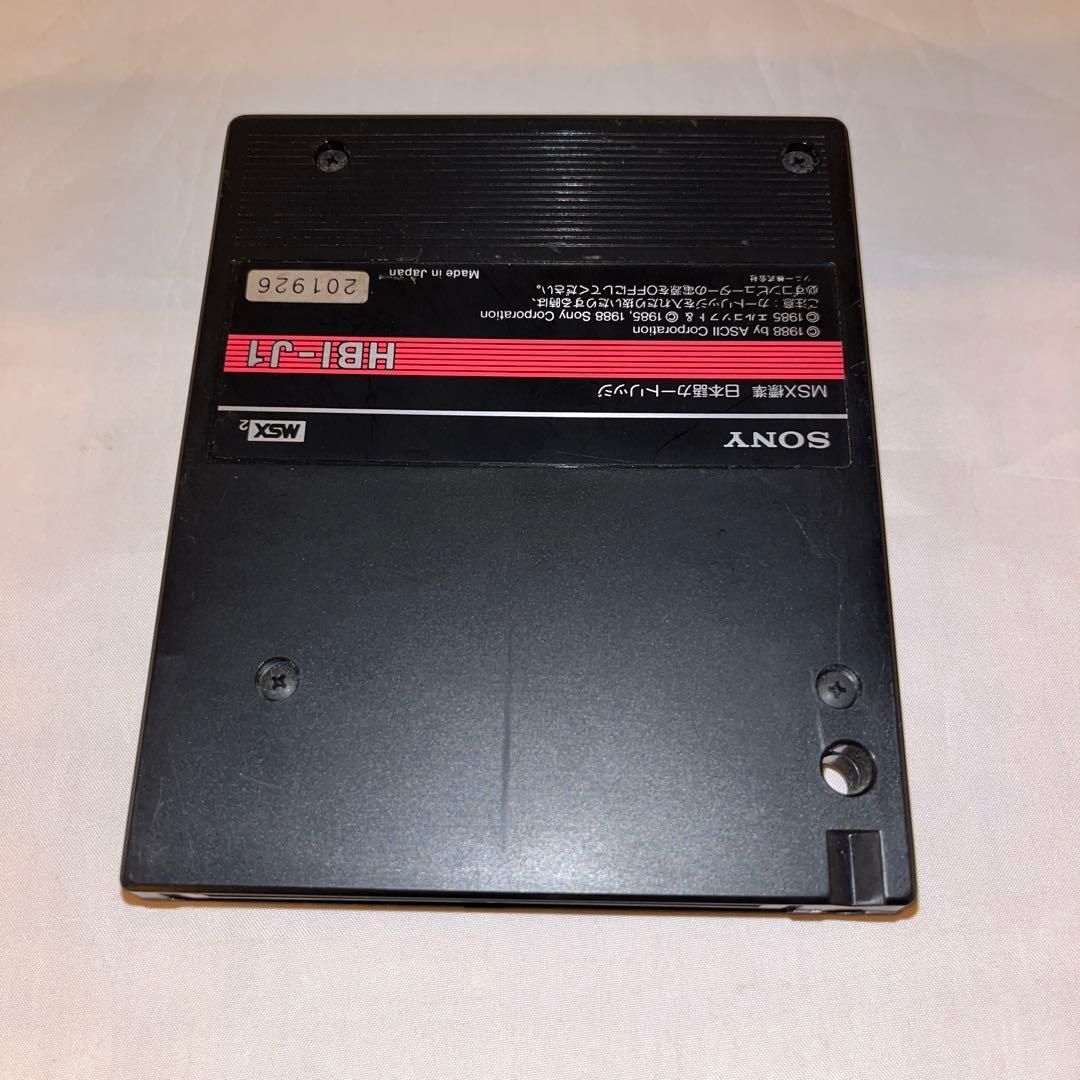 SONY
MSX2
MSX標準 日本語カートリッジ
HBI-J1
© 1988 by ASCII Corporation
© 1985 エルコソフト & © 1985, 1988 Sony Corporation
ご注意：カートリッジを入れたり抜いたりする時は、
必ずコンピューターの電源をOFFにしてください。
ソニー株式会社
Made in Japan
201926